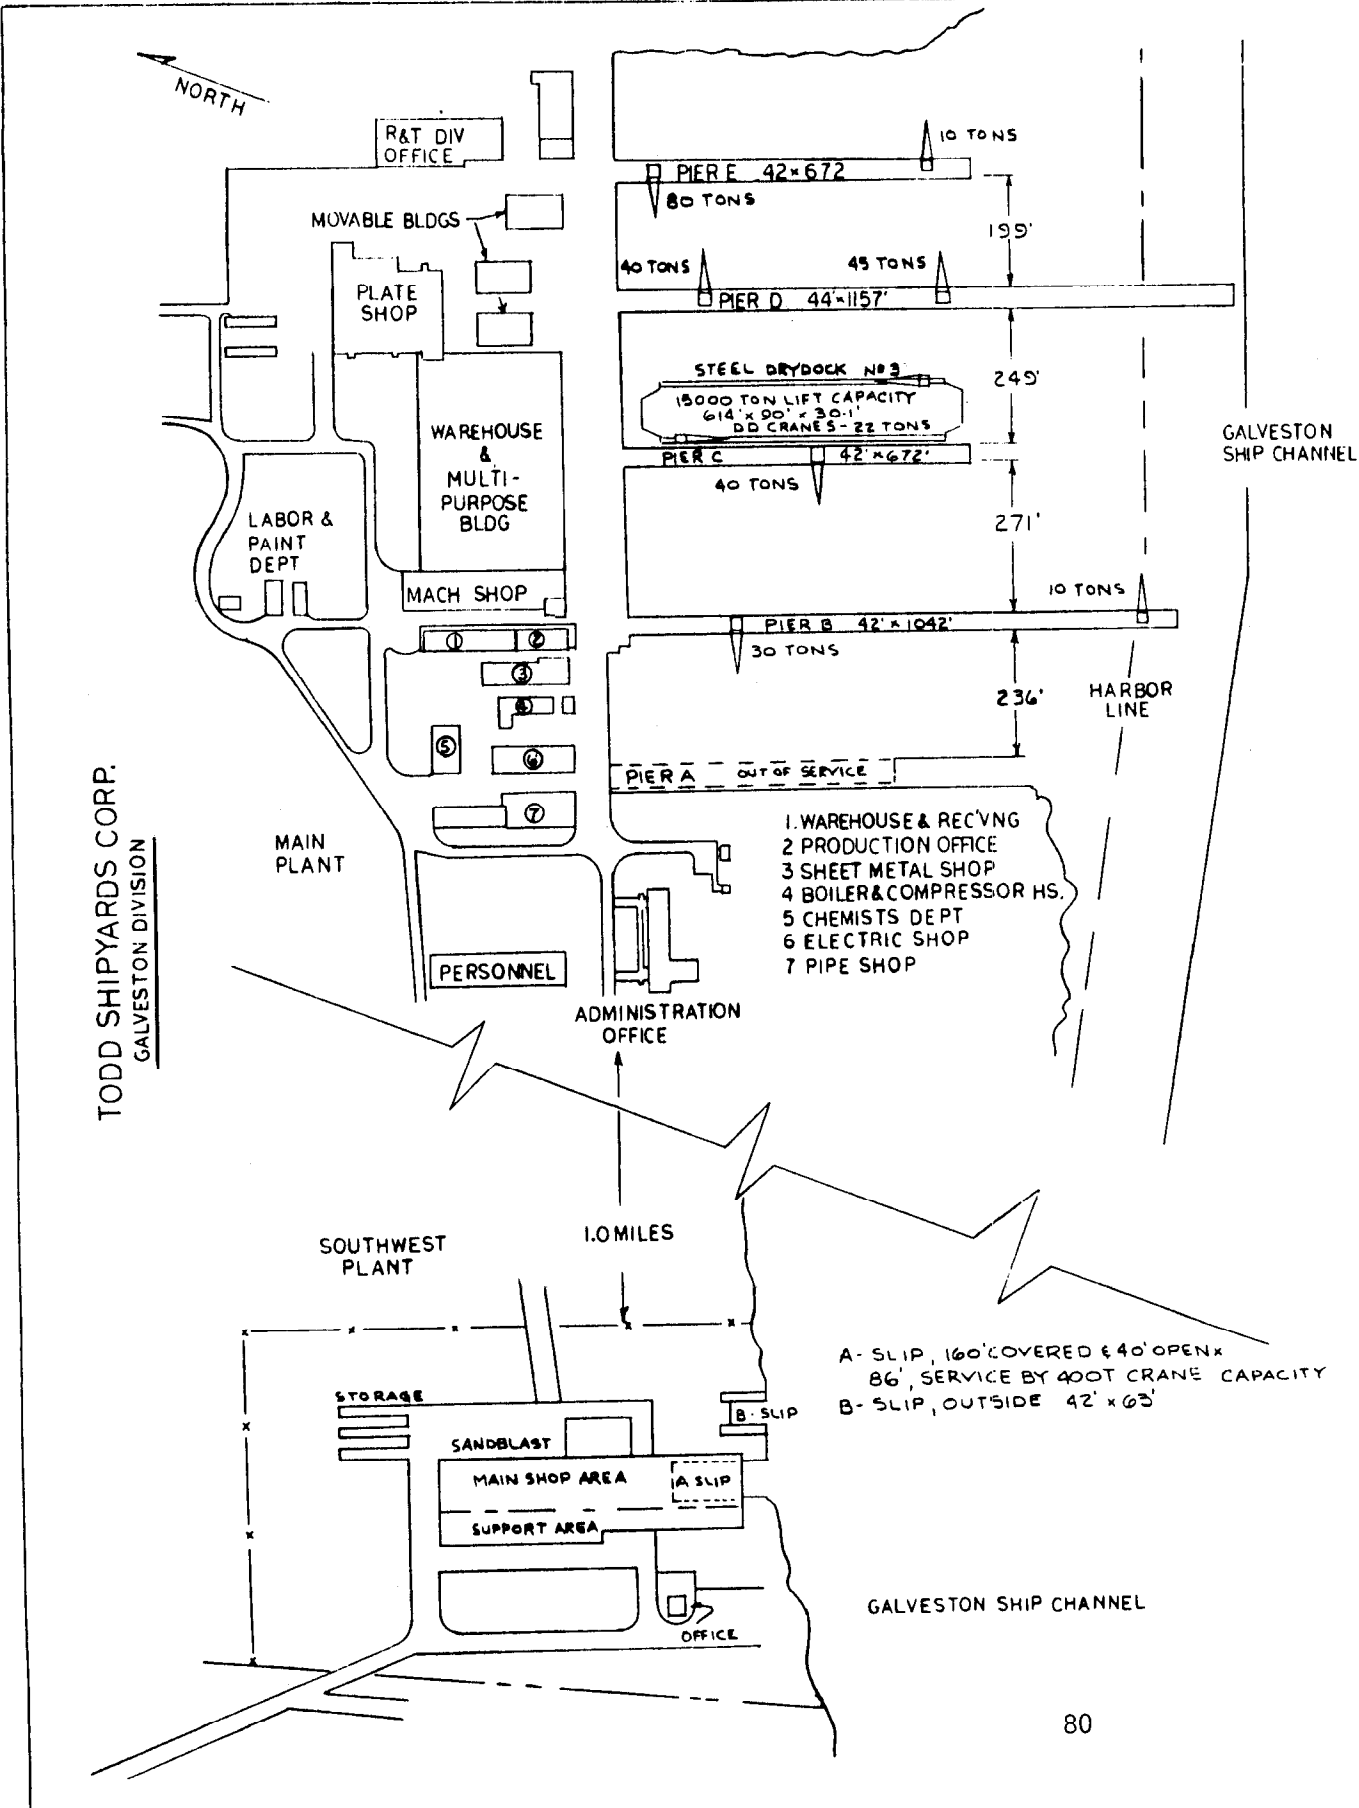 NORTH
R&T DIV
OFFICE
10 TONS
PIER E 42×672
80 TONS
MOVABLE BLDGS
199'
40 TONS
45 TONS
PLATE
SHOP
PIER D 44'×1157'
STEEL DRYDOCK Nº 3
15000 TON LIFT CAPACITY
614' × 90' × 30-1'
DD CRANES - 22 TONS
249'
PIER C 42' × 672'
40 TONS
GALVESTON
SHIP CHANNEL
WAREHOUSE
&
MULTI-
PURPOSE
BLDG
271'
LABOR &
PAINT
DEPT
MACH SHOP
10 TONS
PIER B 42' × 1042'
30 TONS
1
2
3
4
5
6
7
236'
HARBOR
LINE
PIER A OUT OF SERVICE
1. WAREHOUSE & REC'VNG
2 PRODUCTION OFFICE
3 SHEET METAL SHOP
4 BOILER & COMPRESSOR HS.
5 CHEMISTS DEPT
6 ELECTRIC SHOP
7 PIPE SHOP
MAIN
PLANT
TODD SHIPYARDS CORP.
GALVESTON DIVISION
PERSONNEL
ADMINISTRATION
OFFICE
1.0 MILES
SOUTHWEST
PLANT
A- SLIP, 160' COVERED & 40' OPEN ×
86', SERVICE BY 400T CRANE CAPACITY
B- SLIP, OUTSIDE 42' × 63'
STORAGE
B- SLIP
SANDBLAST
MAIN SHOP AREA
A SLIP
SUPPORT AREA
OFFICE
GALVESTON SHIP CHANNEL
80